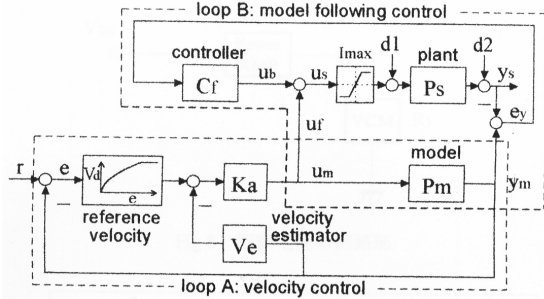 loop B: model following control
controller
Imax
d1
plant
d2
ys
Cf
ub
us
Ps
ey
uf
model
r
e
Vd
e
Ka
um
Pm
ym
reference
velocity
velocity
estimator
Ve
loop A: velocity control